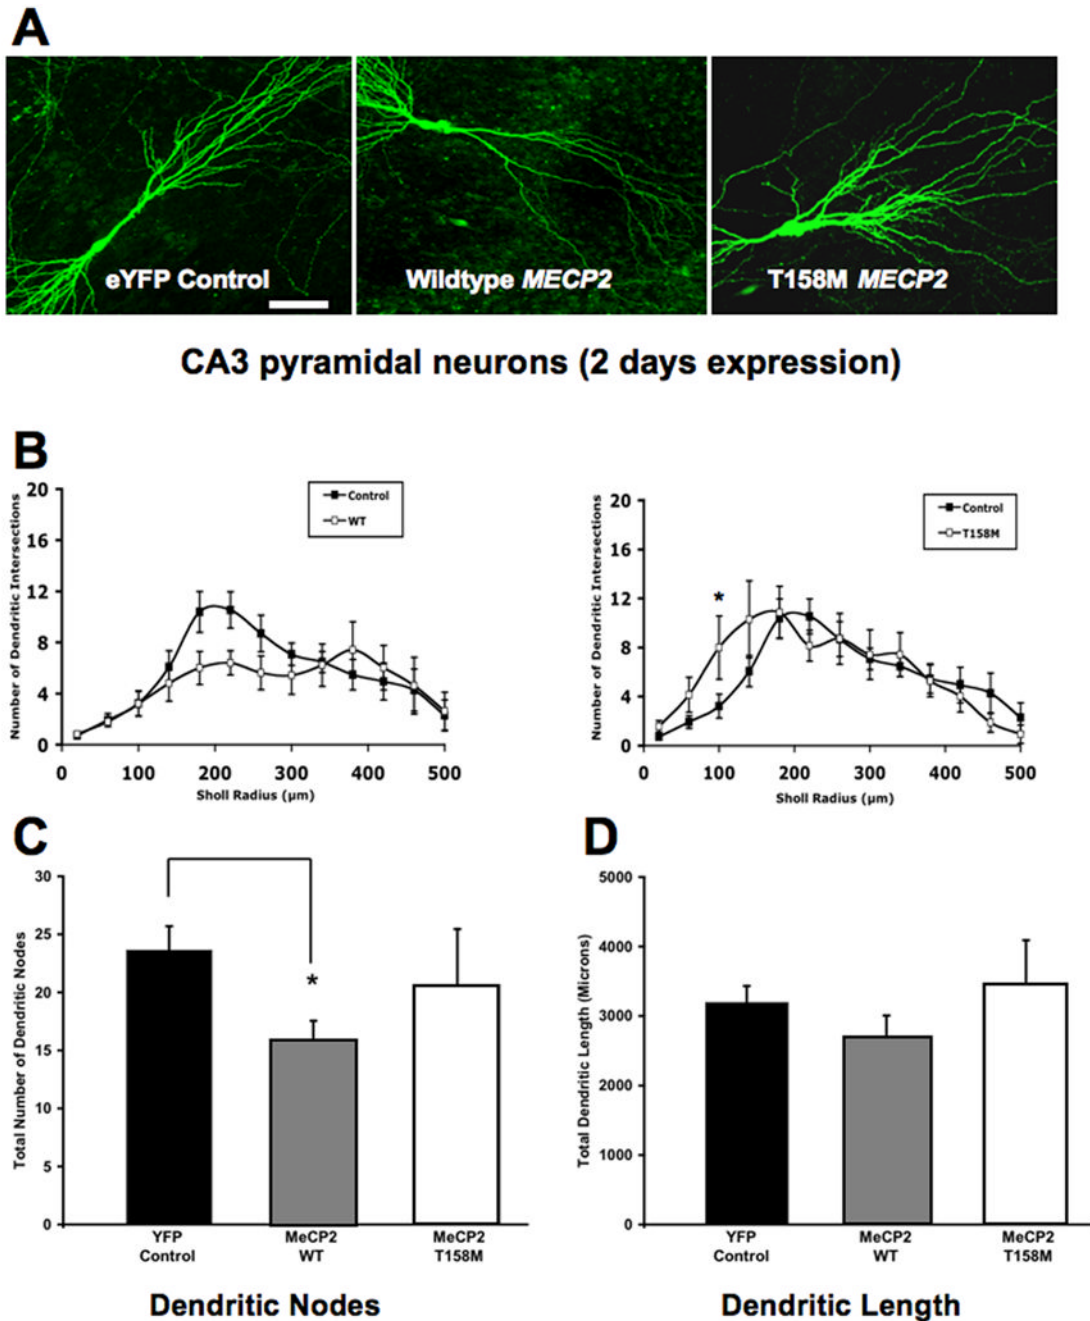 A
eYFP Control
Wildtype MECP2
T158M MECP2
CA3 pyramidal neurons (2 days expression)
B
Number of Dendritic Intersections
20
16
12
8
4
0
0 100 200 300 400 500
Sholl Radius (µm)
Control
WT
Number of Dendritic Intersections
20
16
12
8
4
0
0 100 200 300 400 500
Sholl Radius (µm)
Control
T158M
*
C
Total Number of Dendritic Nodes
30
25
20
15
10
5
0
*
YFP
Control
MeCP2
WT
MeCP2
T158M
Dendritic Nodes
D
Total Dendritic Length (Microns)
5000
4000
3000
2000
1000
0
YFP
Control
MeCP2
WT
MeCP2
T158M
Dendritic Length